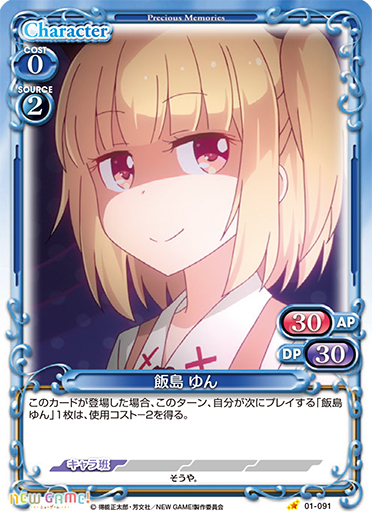 Precious Memories
Character
COST
0
SOURCE
2
30 AP
DP 30
飯島 ゆん
このカードが登場した場合、このターン、自分が次にプレイする「飯島
ゆん」1枚は、使用コスト−2を得る。
キャラ班
そうや。
NEW GAME!
© 得能正太郎・芳文社／NEW GAME!製作委員会
01-091